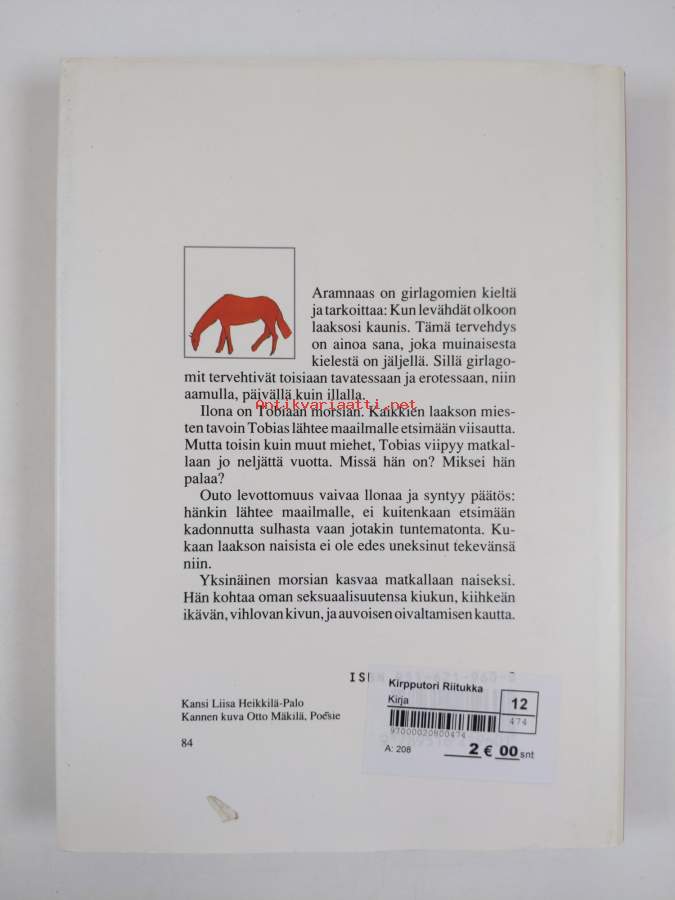 Aramnaas on girlagomien kieltä
ja tarkoittaa: Kun levähdät olkoon
laaksosi kaunis. Tämä tervehdys
on ainoa sana, joka muinaisesta
kielestä on jäljellä. Sillä girlago-
mit tervehtivät toisiaan tavatessaan ja erotessaan, niin
aamulla, päivällä kuin illalla.
Antikvariaatti.net
Ilona on Tobiaan morsian. Kaikkien laakson mies-
ten tavoin Tobias lähtee maailmalle etsimään viisautta.
Mutta toisin kuin muut miehet, Tobias viipyy matkal-
laan jo neljättä vuotta. Missä hän on? Miksei hän
palaa?
Outo levottomuus vaivaa Ilonaa ja syntyy päätös:
hänkin lähtee maailmalle, ei kuitenkaan etsimään
kadonnutta sulhasta vaan jotakin tuntematonta. Ku-
kaan laakson naisista ei ole edes uneksinut tekevänsä
niin.
Yksinäinen morsian kasvaa matkallaan naiseksi.
Hän kohtaa oman seksuaalisuutensa kiukun, kiihkeän
ikävän, vihlovan kivun, ja auvoisen oivaltamisen kautta.
Kansi Liisa Heikkilä-Palo
Kannen kuva Otto Mäkilä, Poésie
84
Kirpputori Riitukka
Kirja
12
474
97000020800474
A: 208
2 € 00 snt